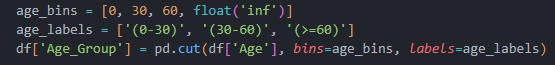 age_bins = [0, 30, 60, float('inf')]
age_labels = ['(0-30)', '(30-60)', '(>=60)']
df['Age_Group'] = pd.cut(df['Age'], bins=age_bins, labels=age_labels)